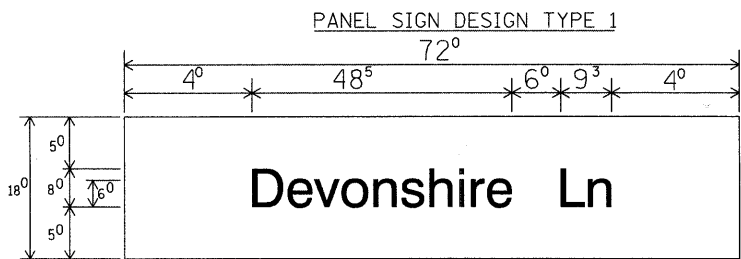 PANEL SIGN DESIGN TYPE 1
72⁰
4⁰ 48⁵ 6⁰ 9³ 4⁰
5⁰
18⁰ 8⁰ 6⁰
5⁰
Devonshire Ln